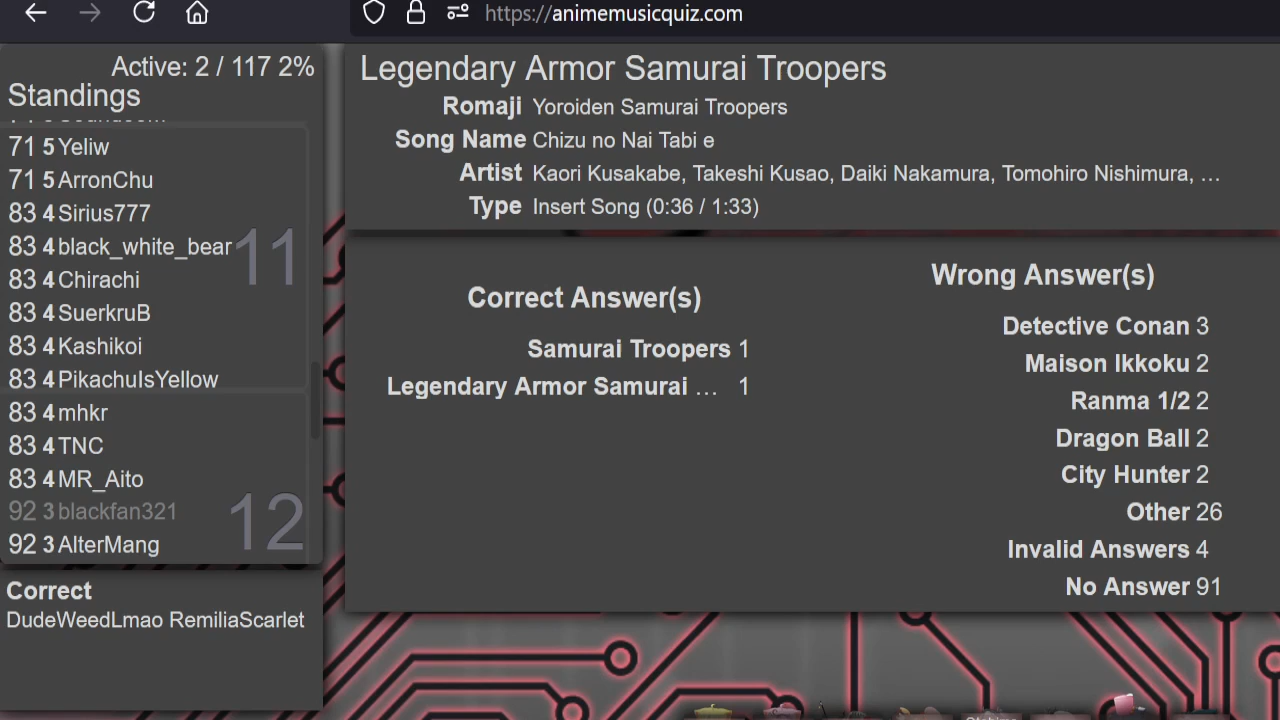 https://animemusicquiz.com
Active: 2 / 117 2%
Standings
71 5 Yeliw
71 5 ArronChu
83 4 Sirius777
83 4 black_white_bear
11
83 4 Chirachi
83 4 SuerkruB
83 4 Kashikoi
83 4 PikachuIsYellow
83 4 mhkr
83 4 TNC
83 4 MR_Aito
92 3 blackfan321
12
92 3 AlterMang
Correct
DudeWeedLmao RemiliaScarlet
Legendary Armor Samurai Troopers
Romaji Yoroiden Samurai Troopers
Song Name Chizu no Nai Tabi e
Artist Kaori Kusakabe, Takeshi Kusao, Daiki Nakamura, Tomohiro Nishimura, ...
Type Insert Song (0:36 / 1:33)
Correct Answer(s)
Samurai Troopers 1
Legendary Armor Samurai ... 1
Wrong Answer(s)
Detective Conan 3
Maison Ikkoku 2
Ranma 1/2 2
Dragon Ball 2
City Hunter 2
Other 26
Invalid Answers 4
No Answer 91